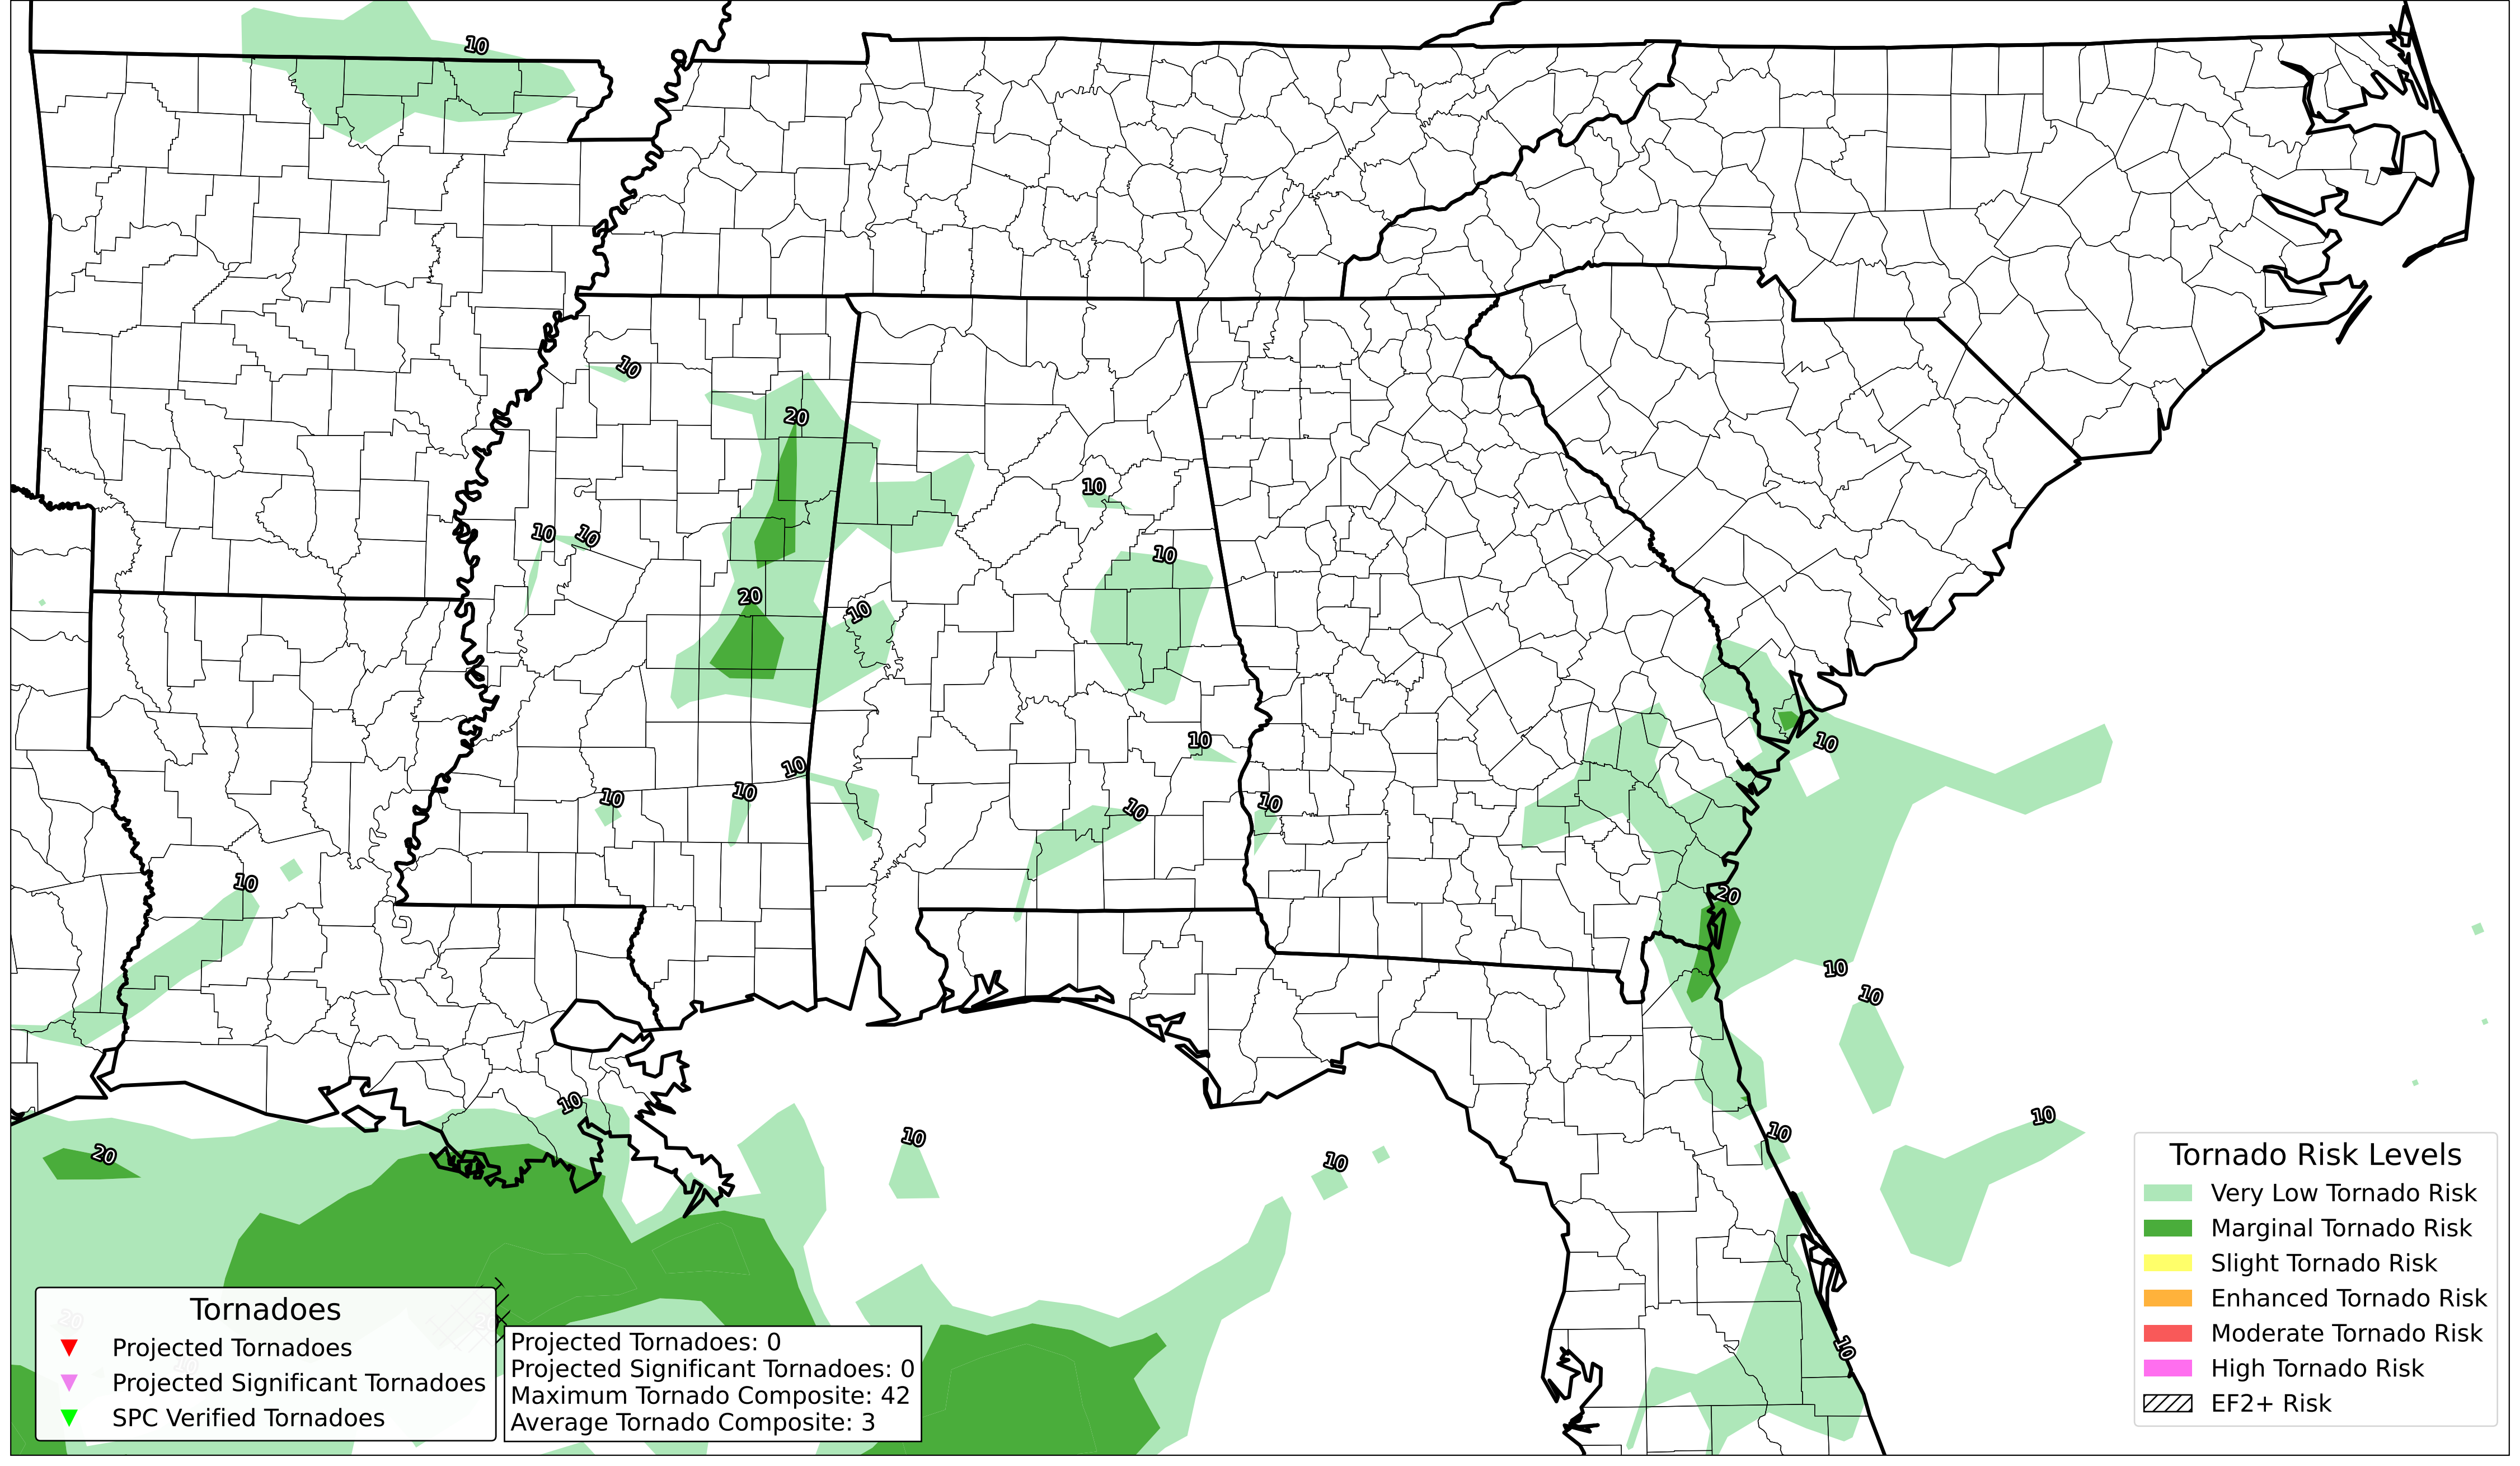 10
10
20
10
10
10
10
20
10
10
10
10
10
10
10
10
10
10
20
10
10
10
10
20
10
10
10
10
10
20
20
10
Tornadoes
Projected Tornadoes
Projected Significant Tornadoes
SPC Verified Tornadoes
Projected Tornadoes: 0
Projected Significant Tornadoes: 0
Maximum Tornado Composite: 42
Average Tornado Composite: 3
Tornado Risk Levels
Very Low Tornado Risk
Marginal Tornado Risk
Slight Tornado Risk
Enhanced Tornado Risk
Moderate Tornado Risk
High Tornado Risk
EF2+ Risk